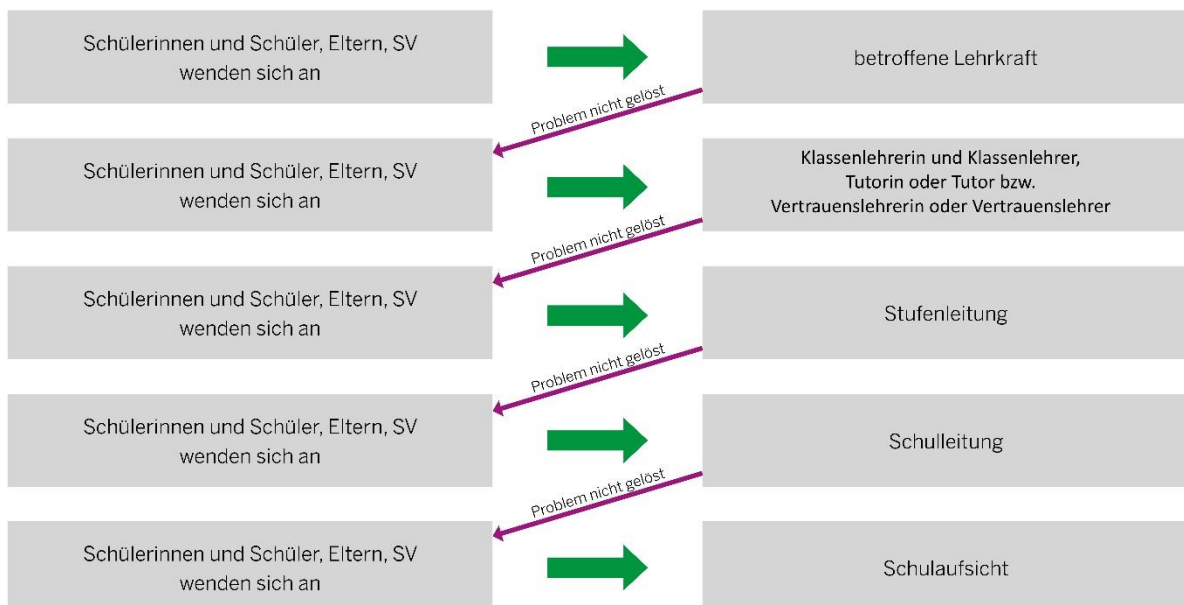 Schülerinnen und Schüler, Eltern, SV
wenden sich an
betroffene Lehrkraft
Problem nicht gelöst
Schülerinnen und Schüler, Eltern, SV
wenden sich an
Klassenlehrerin und Klassenlehrer,
Tutorin oder Tutor bzw.
Vertrauenslehrerin oder Vertrauenslehrer
Problem nicht gelöst
Schülerinnen und Schüler, Eltern, SV
wenden sich an
Stufenleitung
Problem nicht gelöst
Schülerinnen und Schüler, Eltern, SV
wenden sich an
Schulleitung
Problem nicht gelöst
Schülerinnen und Schüler, Eltern, SV
wenden sich an
Schulaufsicht